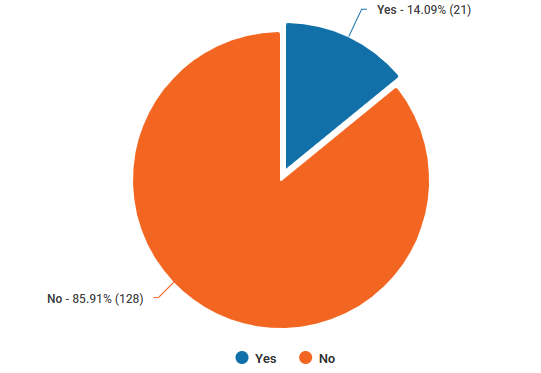 Yes - 14.09% (21)
No - 85.91% (128)
Yes No